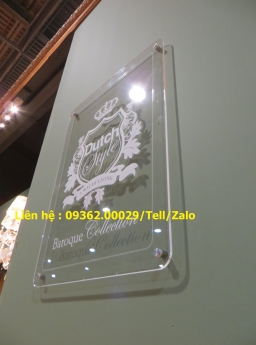 Dutch
Style
Liên hệ : 09362.00029/Tell/Zalo
Baroque Collection